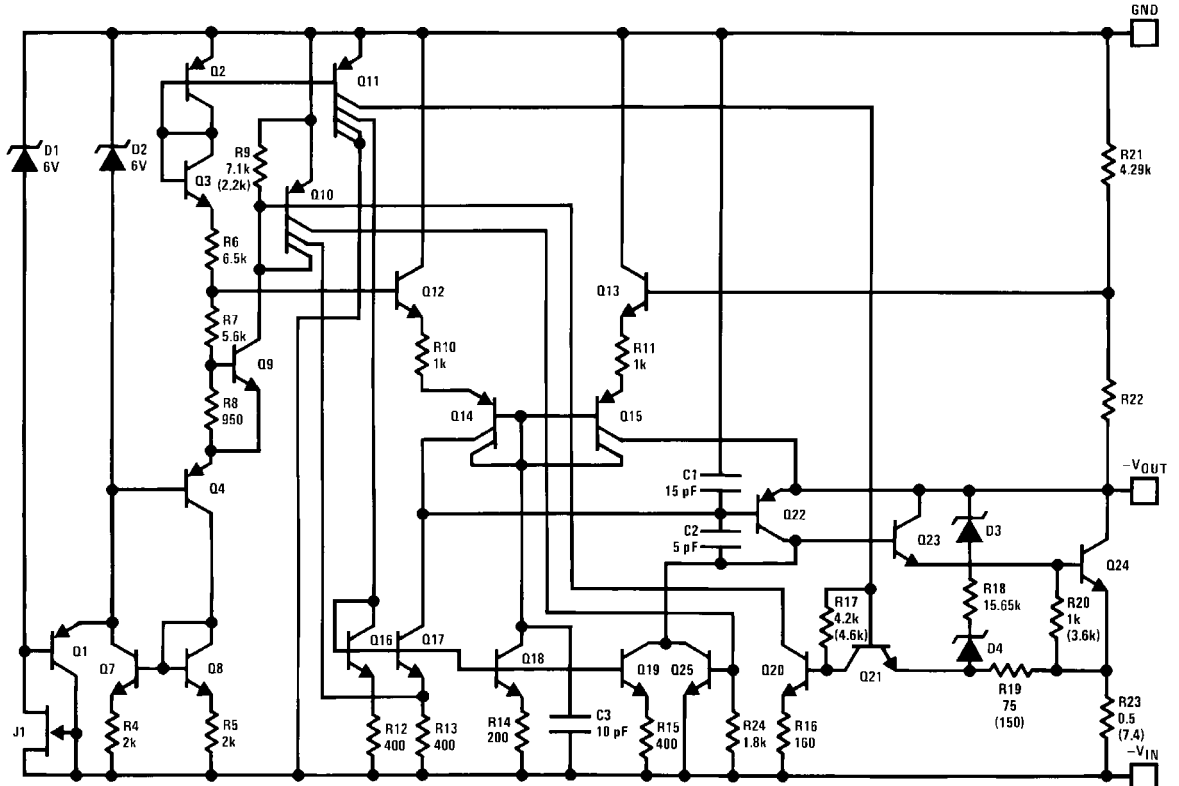 GND
Q2
Q11
D1
6V
D2
6V
R9
7.1k
(2.2k)
Q3
Q10
R21
4.29k
R6
6.5k
Q12
Q13
R7
5.6k
R10
1k
R11
1k
Q9
R8
950
Q14
Q15
R22
-VOUT
Q4
C1
15 pF
Q22
C2
5 pF
Q23
D3
Q24
R18
15.65k
R20
1k
(3.6k)
R17
4.2k
(4.6k)
Q1
Q7
Q8
Q16
Q17
Q18
Q19
Q25
Q20
Q21
D4
R19
75
(150)
J1
R4
2k
R5
2k
R12
400
R13
400
R14
200
C3
10 pF
R15
400
R24
1.8k
R16
160
R23
0.5
(7.4)
-VIN